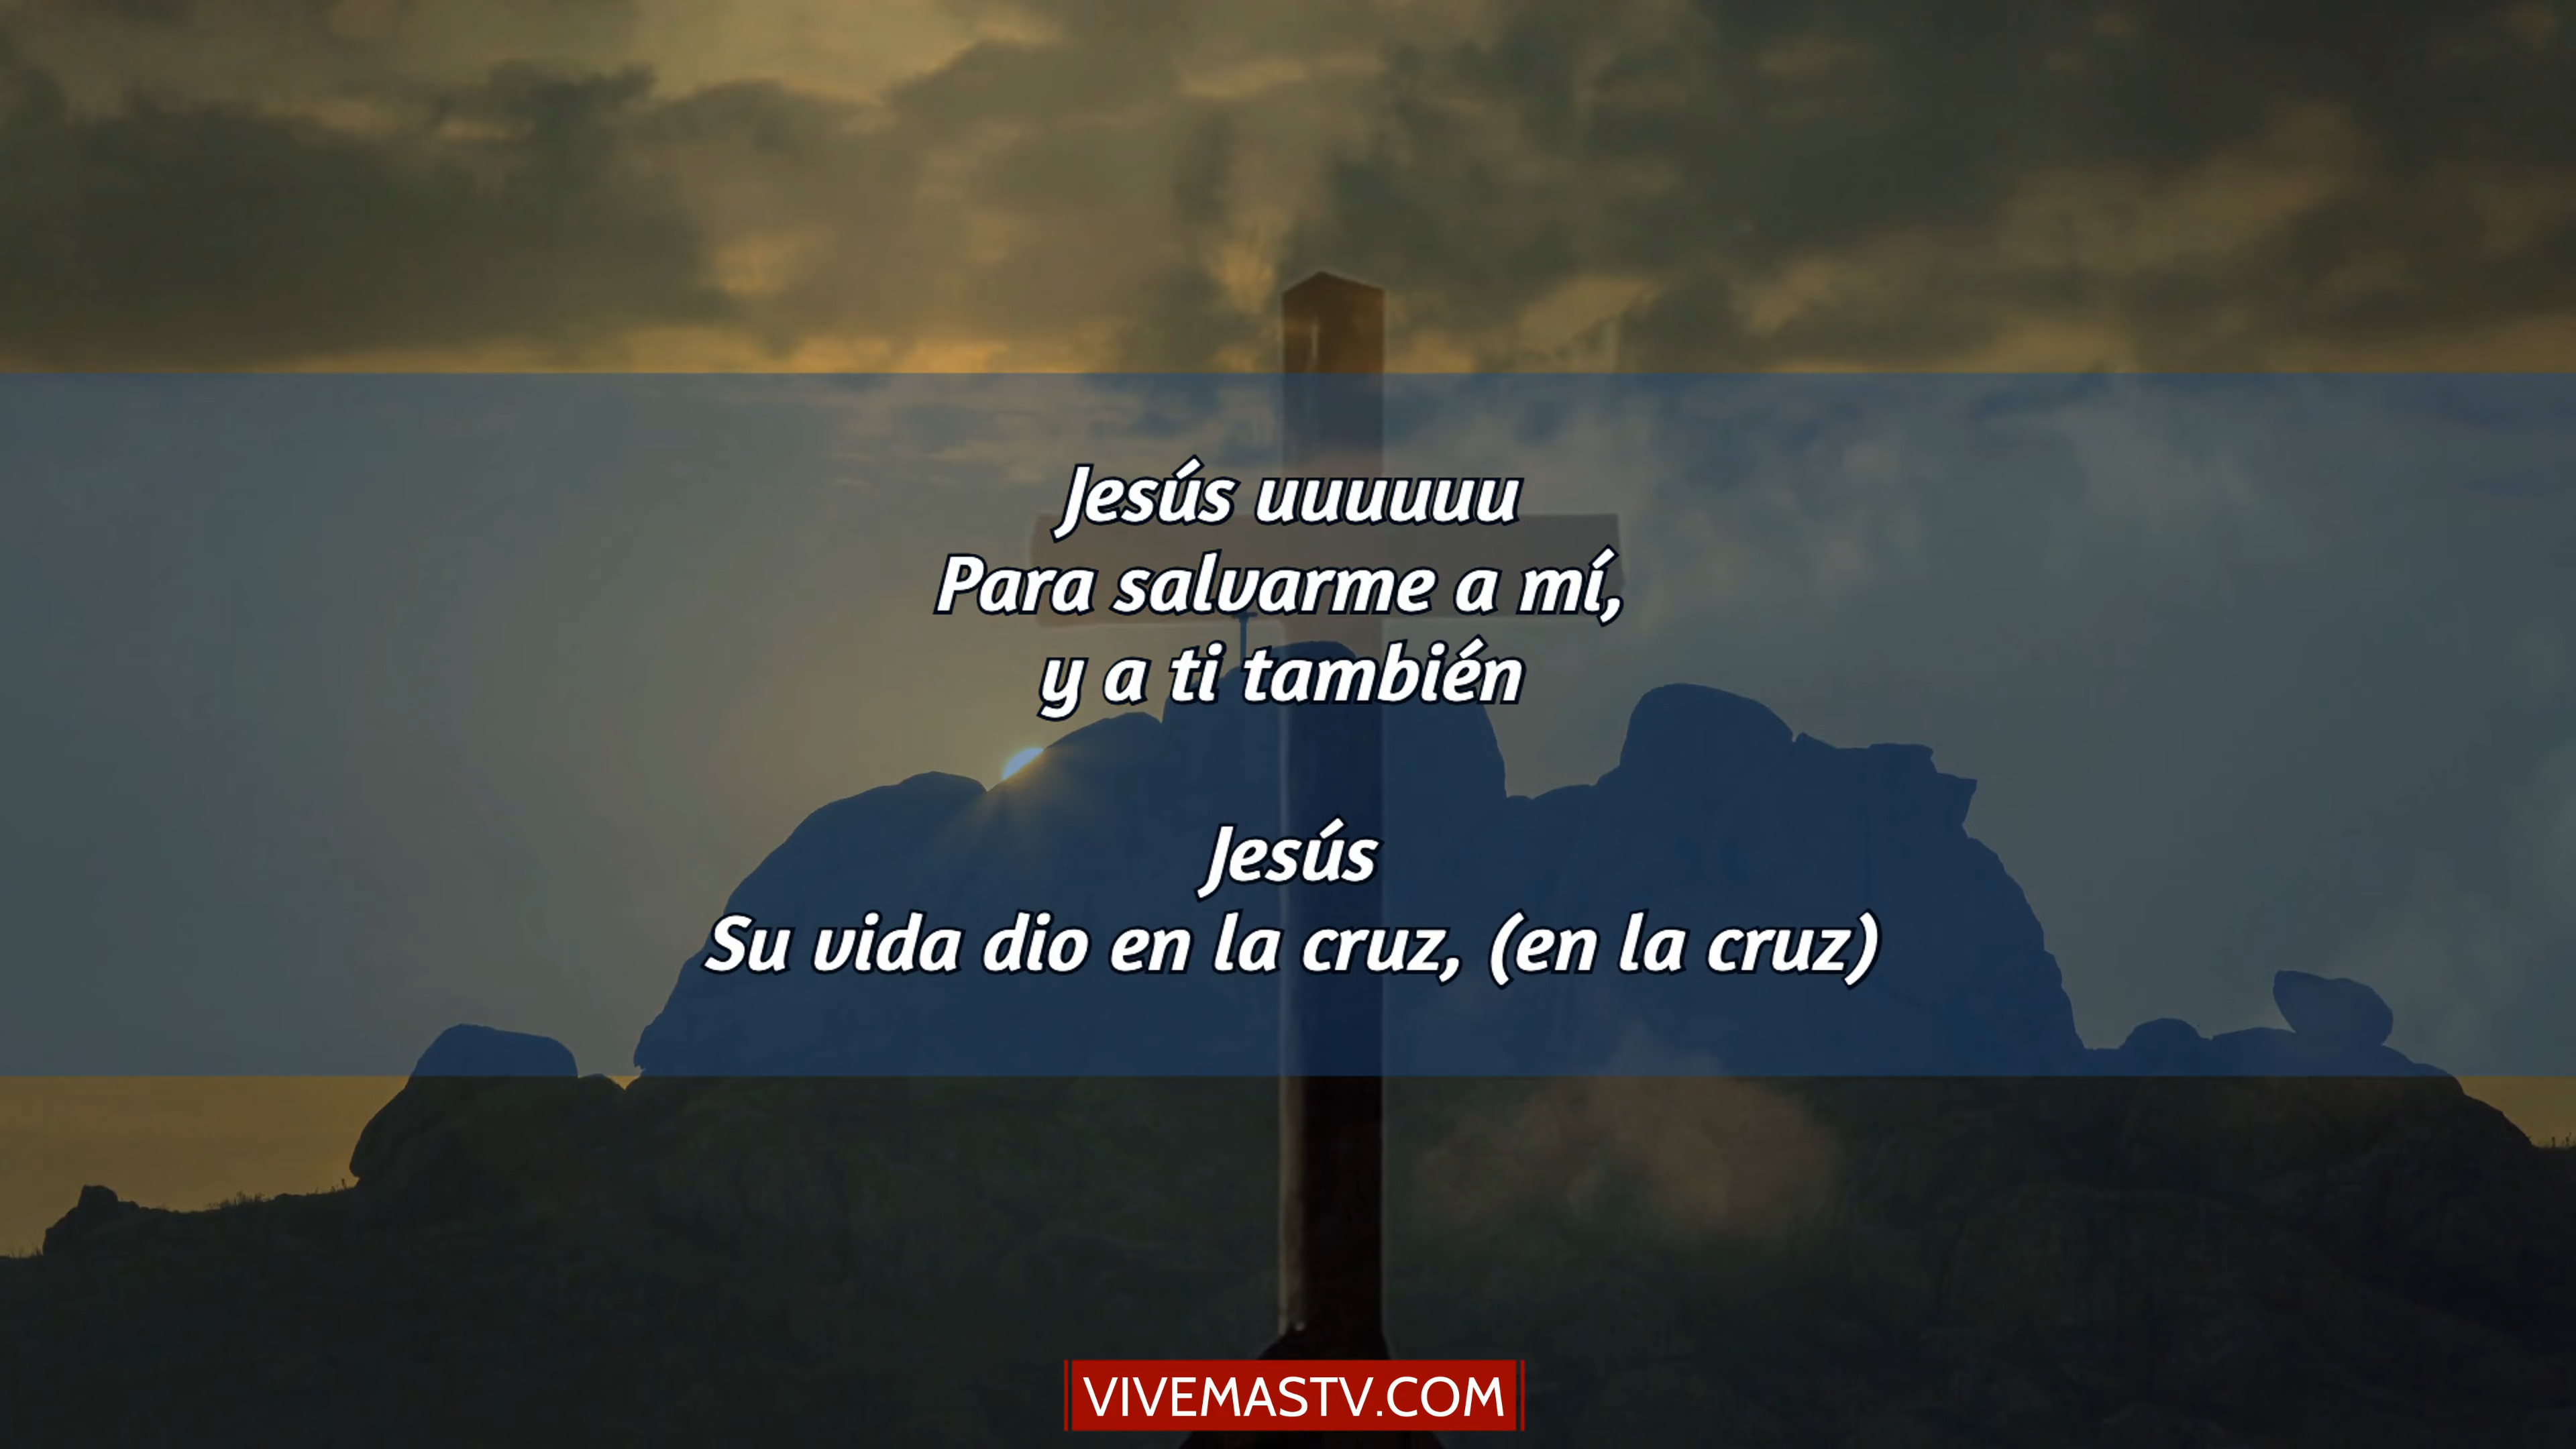 Jesús uuuuuu
Para salvarme a mí,
y a ti también
Jesús
Su vida dio en la cruz, (en la cruz)
VIVEMASTV.COM